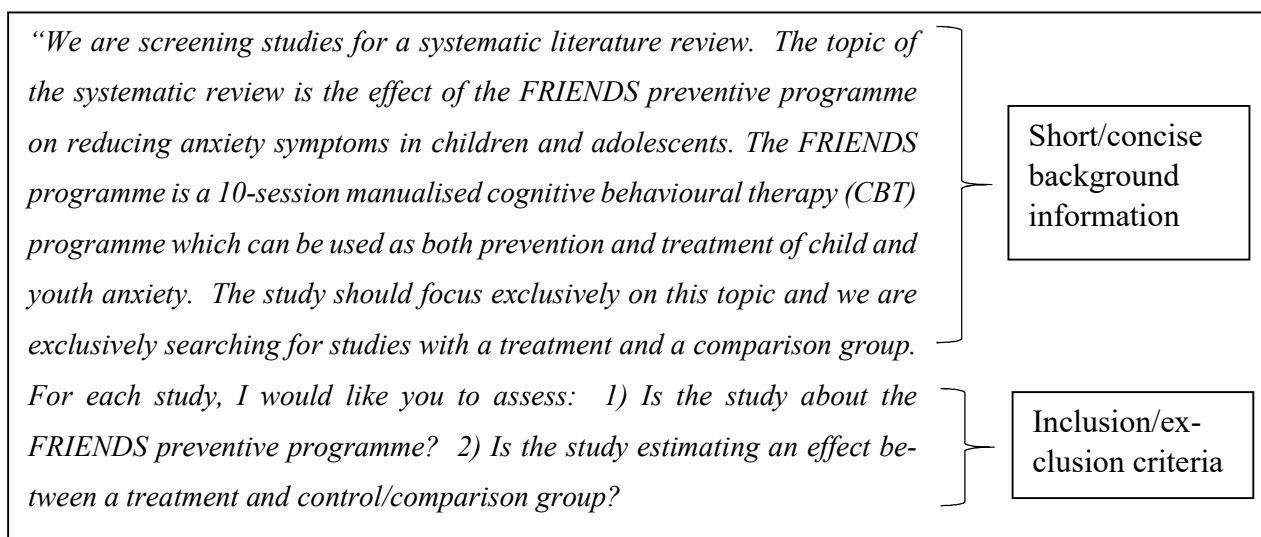 “We are screening studies for a systematic literature review. The topic of
the systematic review is the effect of the FRIENDS preventive programme
on reducing anxiety symptoms in children and adolescents. The FRIENDS
programme is a 10-session manualised cognitive behavioural therapy (CBT)
programme which can be used as both prevention and treatment of child and
youth anxiety. The study should focus exclusively on this topic and we are
exclusively searching for studies with a treatment and a comparison group.
For each study, I would like you to assess: 1) Is the study about the
FRIENDS preventive programme? 2) Is the study estimating an effect be-
tween a treatment and control/comparison group?
Short/concise
background
information
Inclusion/ex-
clusion criteria